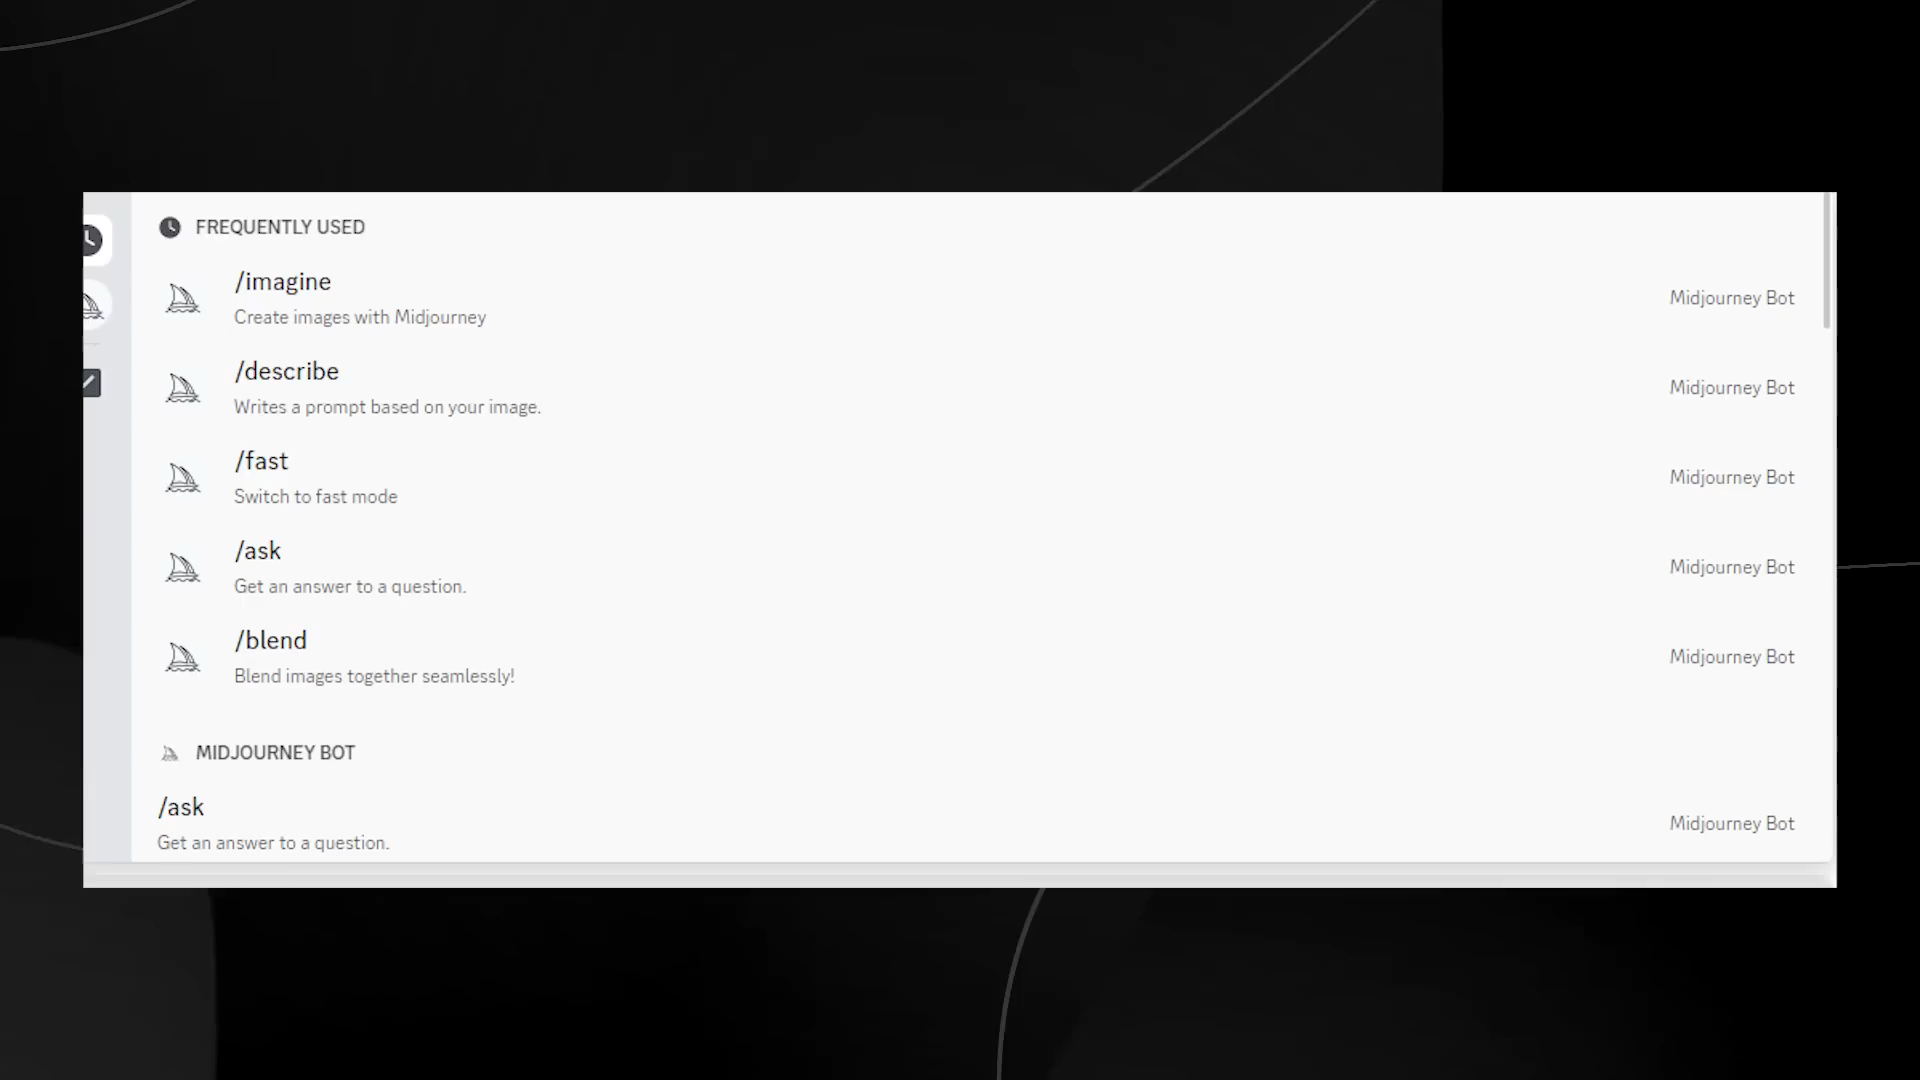 FREQUENTLY USED
/imagine
Create images with Midjourney
Midjourney Bot
/describe
Writes a prompt based on your image.
Midjourney Bot
/fast
Switch to fast mode
Midjourney Bot
/ask
Get an answer to a question.
Midjourney Bot
/blend
Blend images together seamlessly!
Midjourney Bot
MIDJOURNEY BOT
/ask
Get an answer to a question.
Midjourney Bot